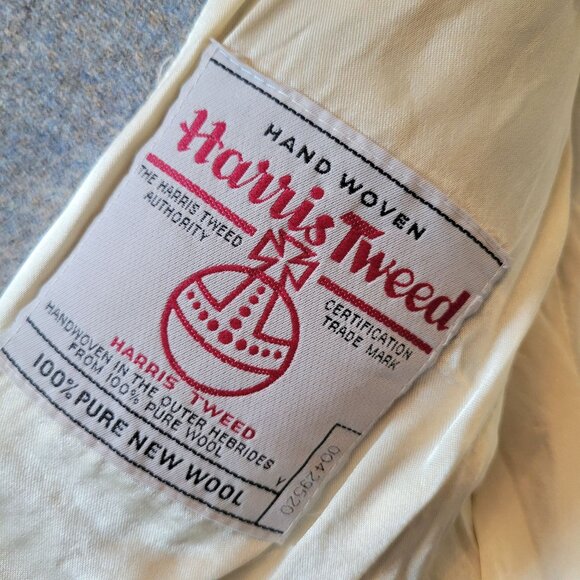 HAND WOVEN
Harris Tweed
THE HARRIS TWEED
AUTHORITY
CERTIFICATION
TRADE MARK
HARRIS TWEED
HANDWOVEN IN THE OUTER HEBRIDES
FROM 100% PURE WOOL
100% PURE NEW WOOL
Y
00429520